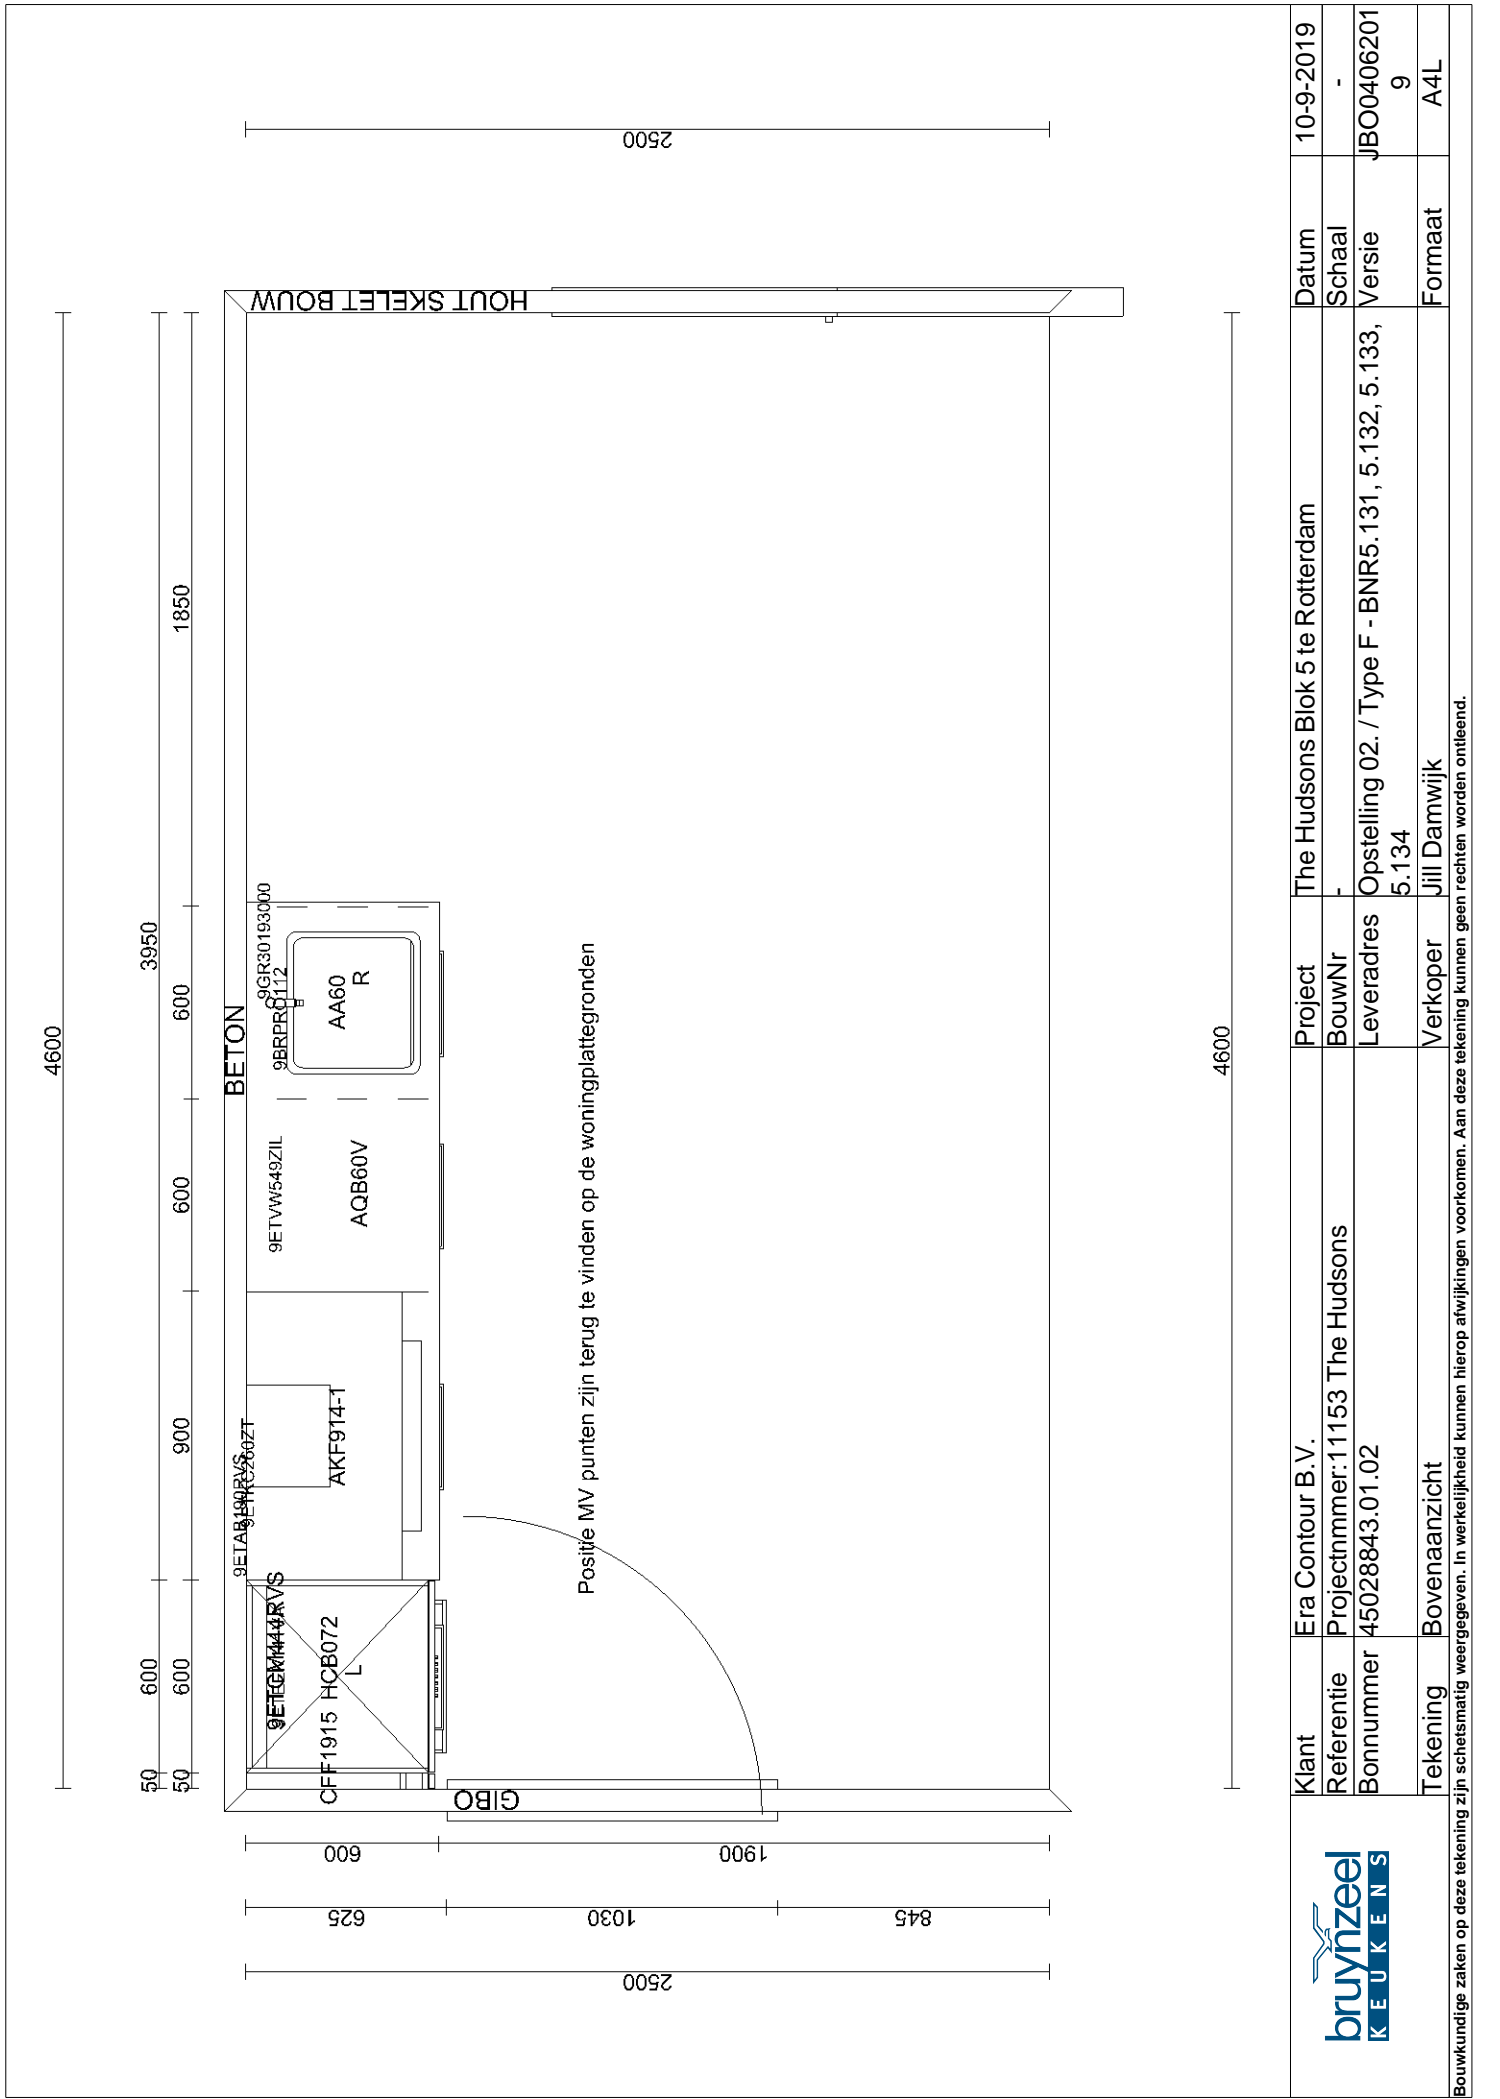 4600
3950
600
50
1850
600
600
900
600
50
BETON
HOUT SKELET BOUW
GIBO
2500
9GR30193000
9BRPRO112
AA60
R
9ETVW549ZIL
AQB60V
AKF914-1
CFF1915 HCB072
L
Positie MV punten zijn terug te vinden op de woningplattegronden
600
1900
625
1030
845
2500
4600
bruynzeel
KEUKENS
Klant Era Contour B.V. Project The Hudsons Blok 5 te Rotterdam Datum 10-9-2019
Referentie Projectnmmer:11153 The Hudsons BouwNr - Schaal -
Bonnummer 45028843.01.02 Leveradres Opstelling 02. / Type F - BNR5.131, 5.132, 5.133, Versie JBO0406201
5.134 9
Tekening Bovenaanzicht Verkoper Jill Damwijk Formaat A4L
Bouwkundige zaken op deze tekening zijn schetsmatig weergegeven. In werkelijkheid kunnen hierop afwijkingen voorkomen. Aan deze tekening kunnen geen rechten worden ontleend.